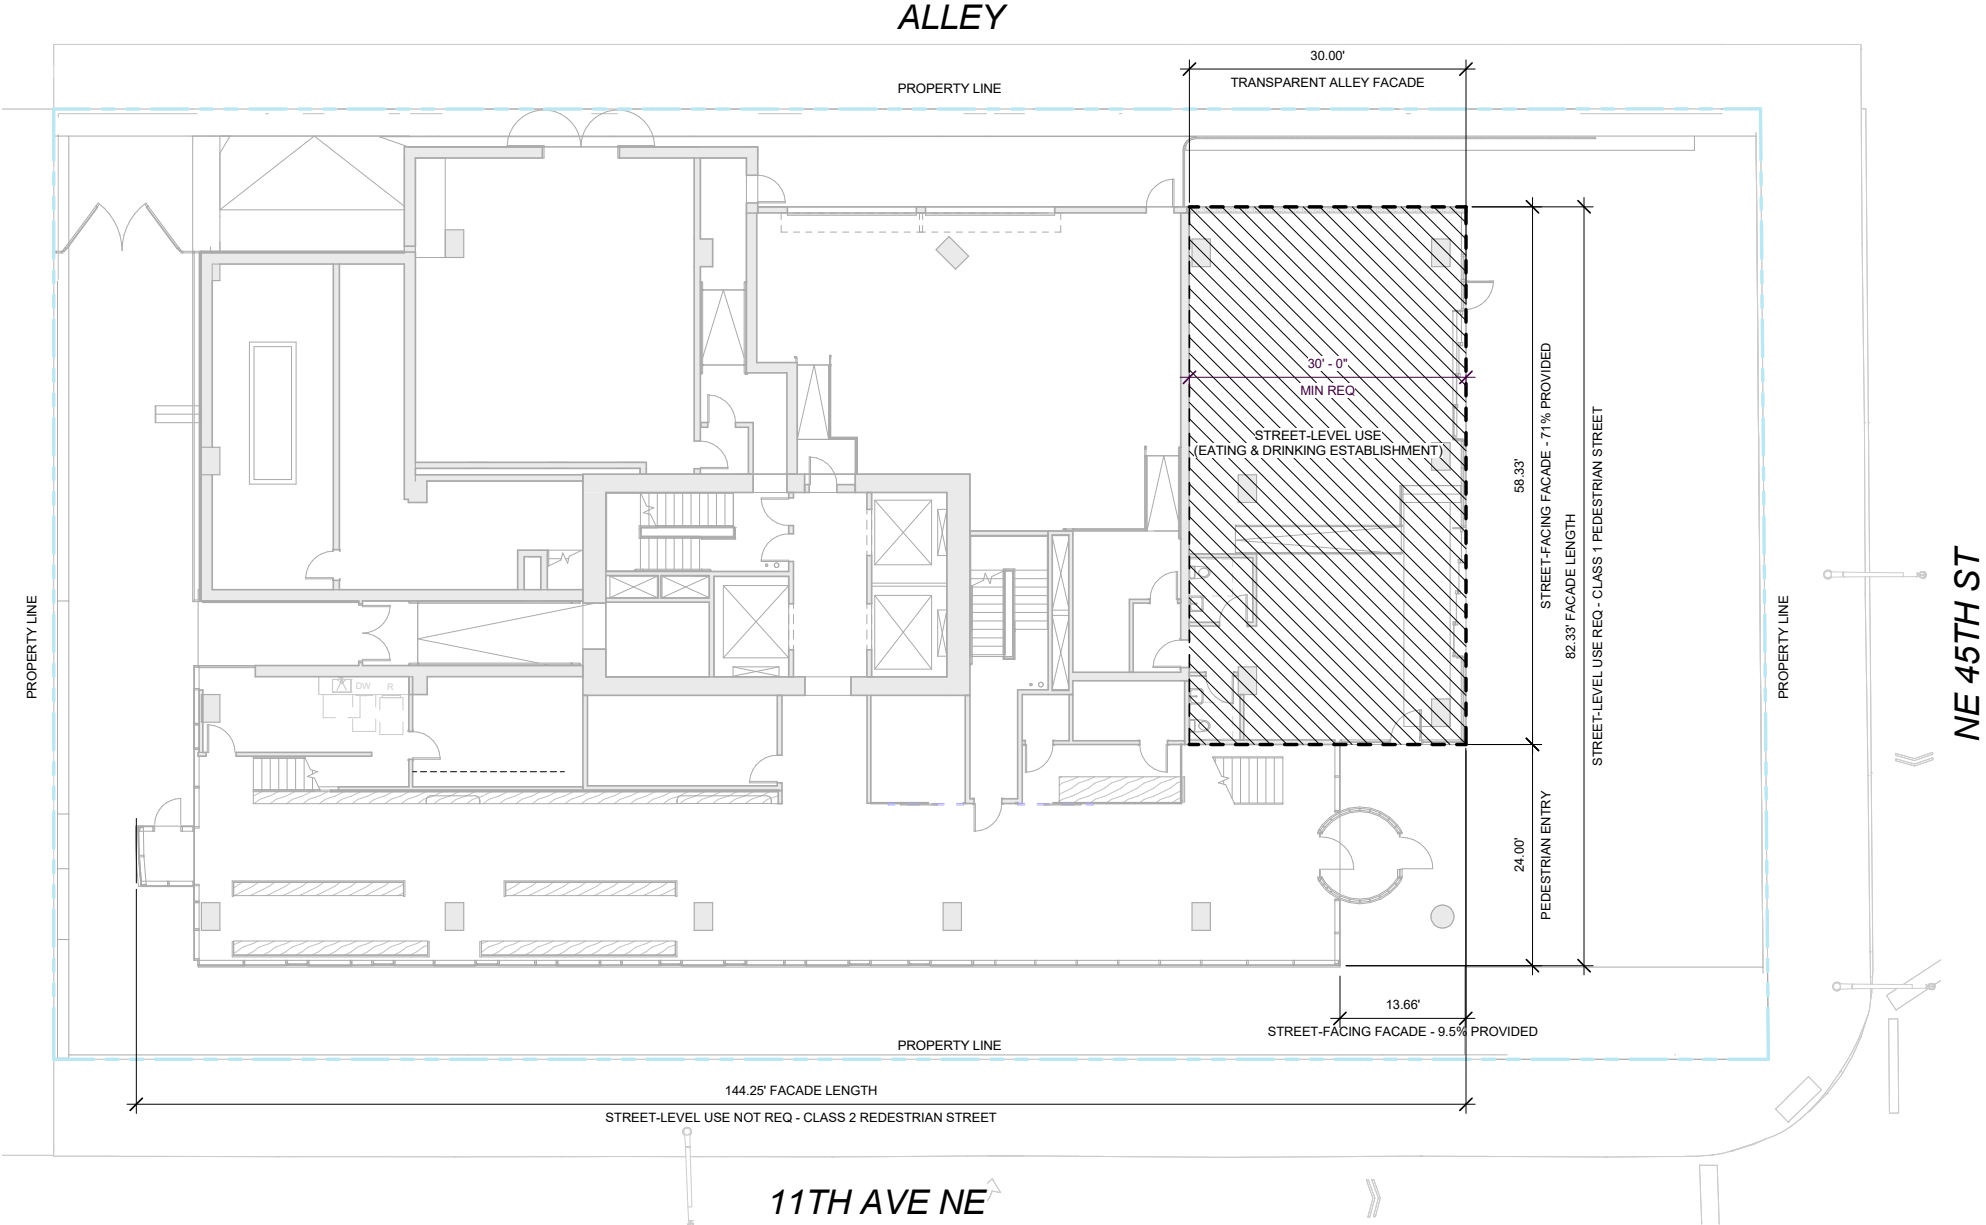 ALLEY
30.00'
TRANSPARENT ALLEY FACADE
PROPERTY LINE
30' - 0"
MIN REQ
STREET-LEVEL USE
(EATING & DRINKING ESTABLISHMENT)
58.33'
STREET-FACING FACADE - 71% PROVIDED
82.33' FACADE LENGTH
STREET-LEVEL USE REQ - CLASS 1 PEDESTRIAN STREET
PROPERTY LINE
PROPERTY LINE
NE 45TH ST
DW R
24.00'
PEDESTRIAN ENTRY
13.66'
STREET-FACING FACADE - 9.5% PROVIDED
PROPERTY LINE
144.25' FACADE LENGTH
STREET-LEVEL USE NOT REQ - CLASS 2 REDESTRIAN STREET
11TH AVE NE